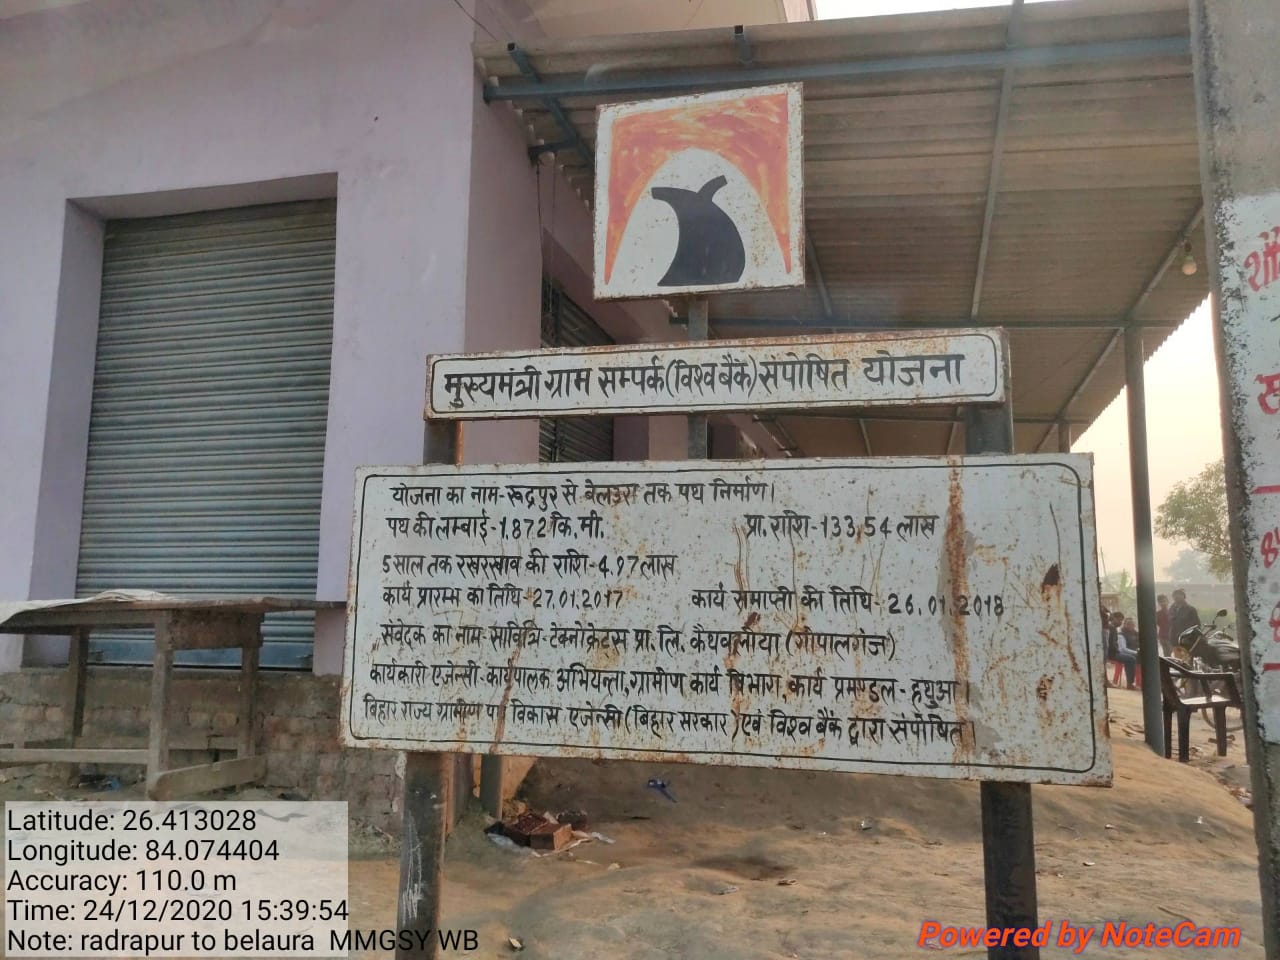 मुख्यमंत्री ग्राम सम्पर्क (विश्व बैंक) संपोषित योजना
योजना का नाम- रूद्रपुर से बेलउरा तक पथ निर्माण।
पथ की लम्बाई - 1.872 कि.मी. प्रा. राशि - 133.54 लाख
5 साल तक रखरखाव की राशि - 4.97 लाख
कार्य प्रारम्भ का तिथि - 27.01.2017 कार्य समाप्ती की तिथि - 26.01.2018
संवेदक का नाम - सावित्रि - टेक्नोक्रेटस प्रा. लि. (गोपालगंज)
कार्यकारी एजेन्सी - कार्यपालक अभियन्ता, ग्रामीण कार्य विभाग, कार्य प्रमण्डल - हथुआ।
बिहार राज्य ग्रामीण पथ विकास एजेन्सी (बिहार सरकार) एवं विश्व बैंक द्वारा संपोषित।
Latitude: 26.413028
Longitude: 84.074404
Accuracy: 110.0 m
Time: 24/12/2020 15:39:54
Note: radrapur to belaura MMGSY WB
Powered by NoteCam